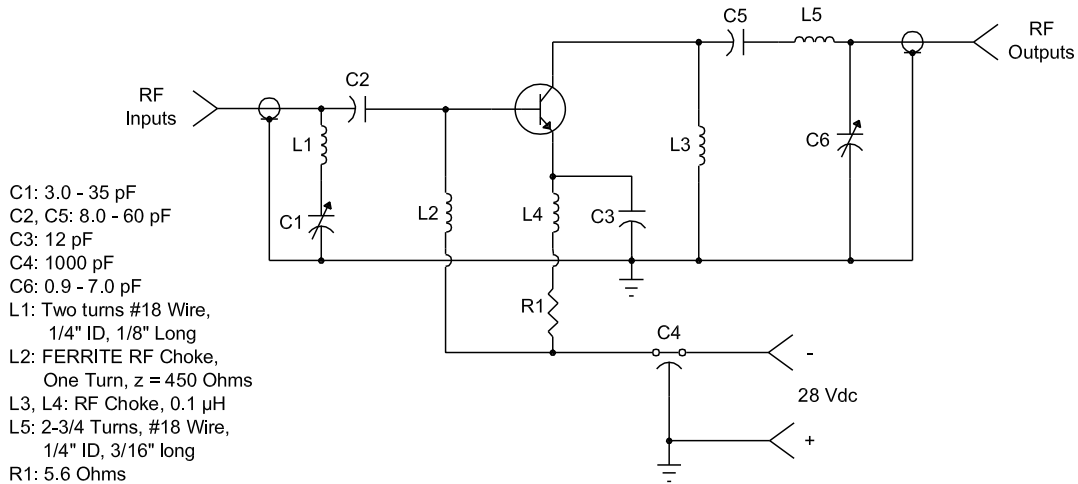 C5
L5
RF
Outputs
RF
Inputs
C2
L1
L3
C6
C1: 3.0 - 35 pF
C2, C5: 8.0 - 60 pF
C3: 12 pF
C4: 1000 pF
C6: 0.9 - 7.0 pF
L1: Two turns #18 Wire,
1/4" ID, 1/8" Long
L2: FERRITE RF Choke,
One Turn, z = 450 Ohms
L3, L4: RF Choke, 0.1 µH
L5: 2-3/4 Turns, #18 Wire,
1/4" ID, 3/16" long
R1: 5.6 Ohms
C1
L2
L4
C3
R1
C4
-
28 Vdc
+